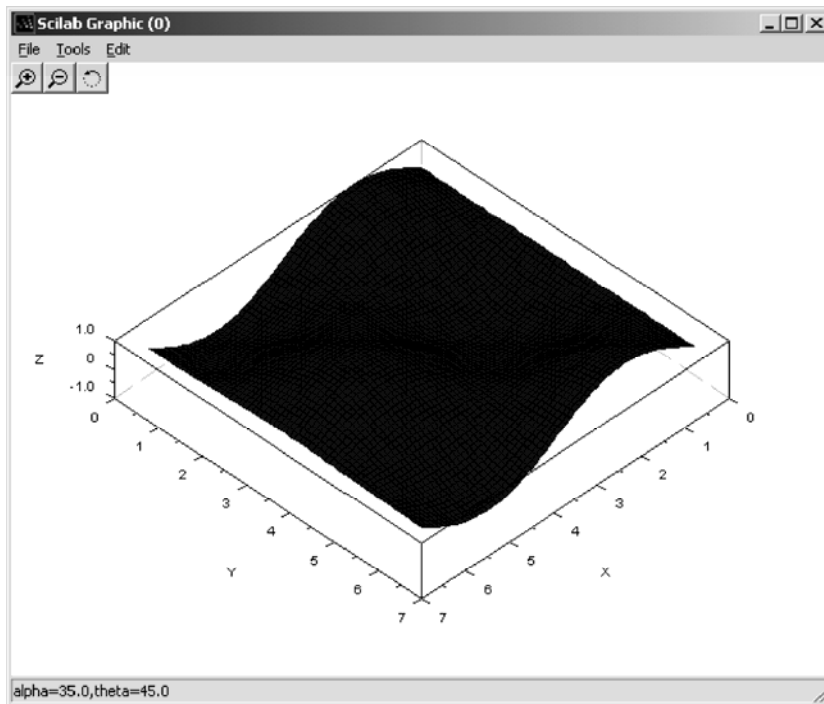 Scilab Graphic (0)
File Tools Edit
1.0
Z 0
-1.0
0 0
1 1
2 2
3 3
4 4
5 5
Y X
6 6
7 7
alpha=35.0,theta=45.0